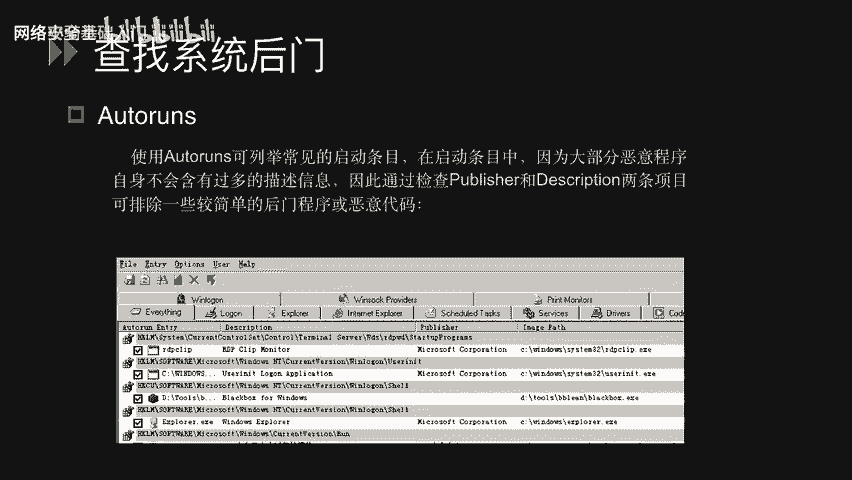 查找系统后门
Autoruns
使用Autoruns可列举常见的启动条目，在启动条目中，因为大部分恶意程序
自身不会含有过多的描述信息，因此通过检查Publisher和Description两条项目
可排除一些较简单的后门程序或恶意代码：
File Entry Options User Help
Winlogon Winsock Providers Print Monitors
Everything Logon Explorer Internet Explorer Scheduled Tasks Services Drivers Code
Autorun Entry Description Publisher Image Path
HKLM\System\CurrentControlSet\Control\Terminal Server\Wds\rdpwd\StartupPrograms
rdpclip RDP Clip Monitor Microsoft Corporation c:\windows\system32\rdpclip.exe
HKLM\SOFTWARE\Microsoft\Windows NT\CurrentVersion\Winlogon\Userinit
C:\WINDOWS... Userinit Logon Application Microsoft Corporation c:\windows\system32\userinit.exe
HKCU\SOFTWARE\Microsoft\Windows NT\CurrentVersion\Winlogon\Shell
D:\Tools\b... Blackbox for Windows d:\tools\bblean\blackbox.exe
HKLM\SOFTWARE\Microsoft\Windows NT\CurrentVersion\Winlogon\Shell
Explorer.exe Windows Explorer Microsoft Corporation c:\windows\explorer.exe
HKLM\SOFTWARE\Microsoft\Windows\CurrentVersion\Run